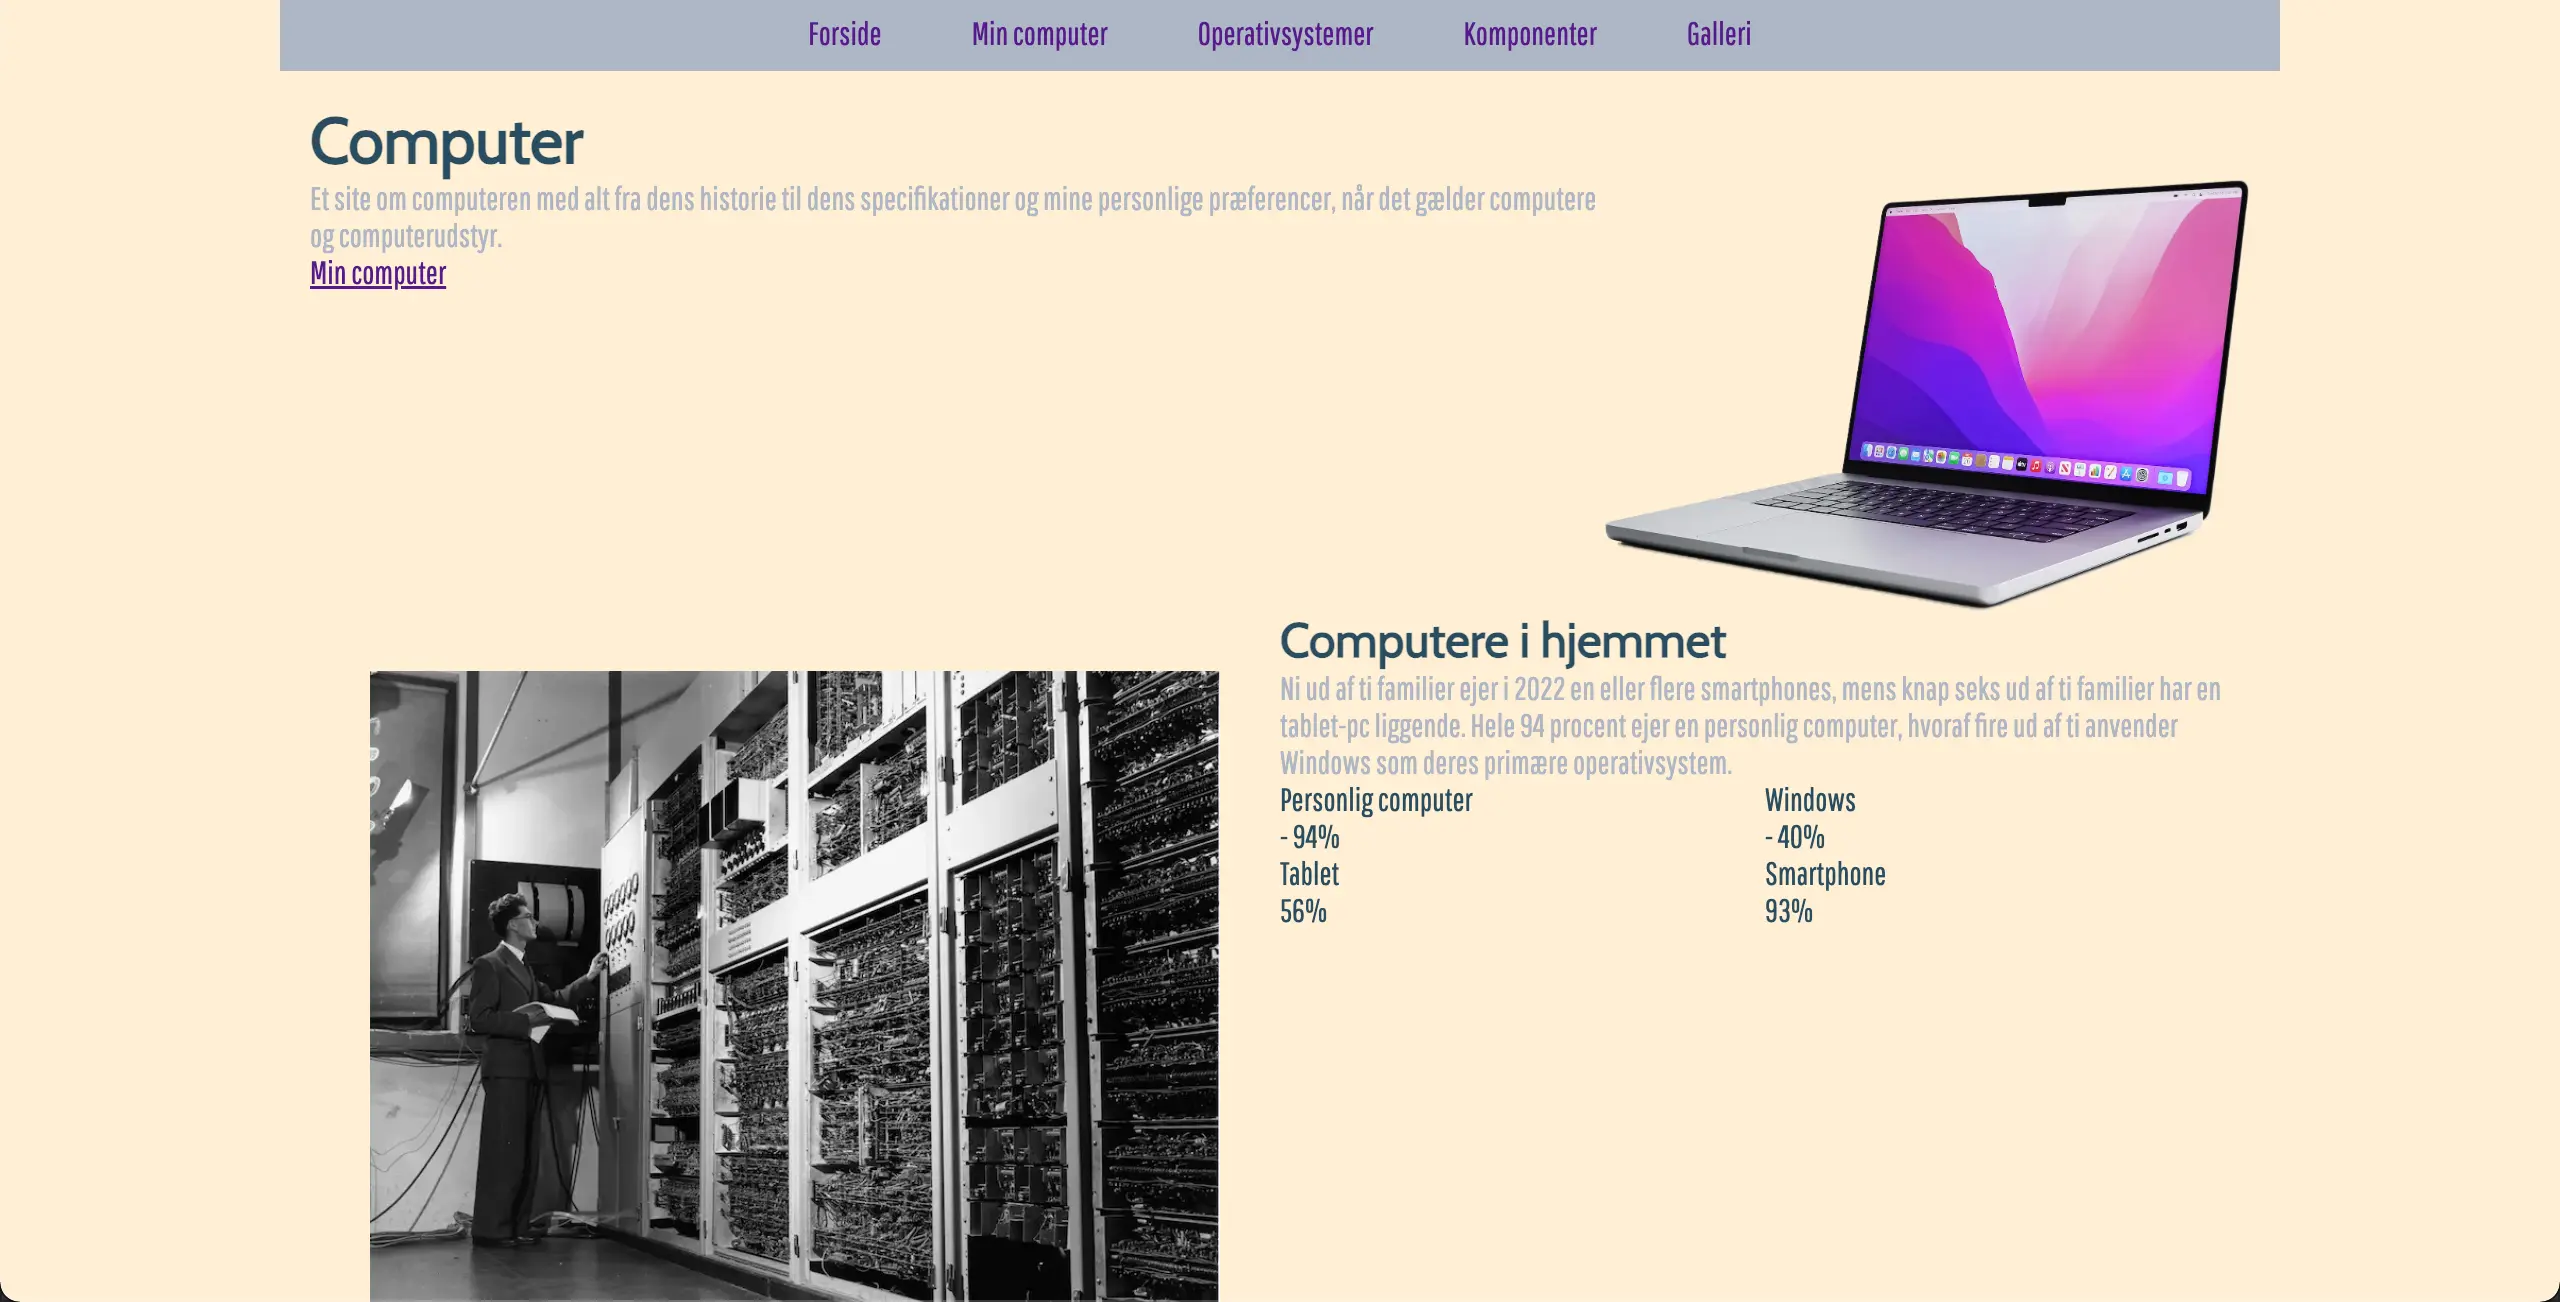 Forside
Min computer
Operativsystemer
Komponenter
Galleri
Computer
Et site om computeren med alt fra dens historie til dens specifikationer og mine personlige præferencer, når det gælder computere
og computerudstyr.
Min computer
Computere i hjemmet
Ni ud af ti familier ejer i 2022 en eller flere smartphones, mens knap seks ud af ti familier har en
tablet-pc liggende. Hele 94 procent ejer en personlig computer, hvoraf fire ud af ti anvender
Windows som deres primære operativsystem.
Personlig computer
- 94%
Tablet
56%
Windows
- 40%
Smartphone
93%